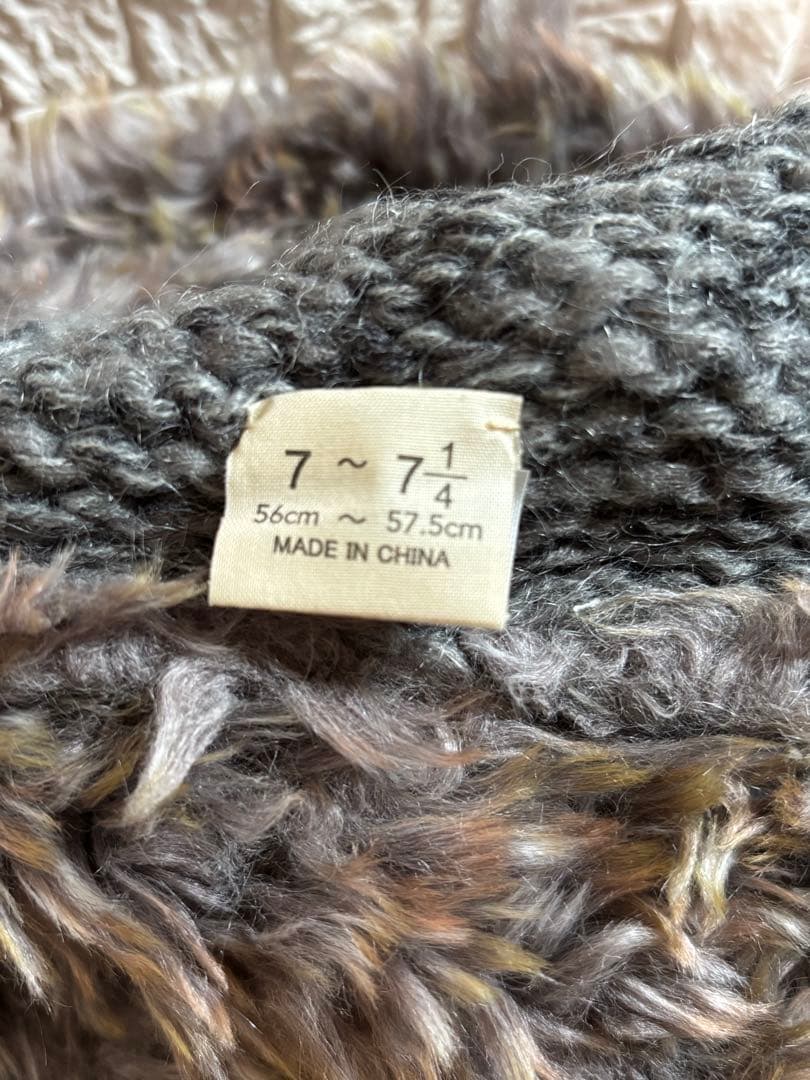 7 ~ 7 1/4
56cm ~ 57.5cm
MADE IN CHINA